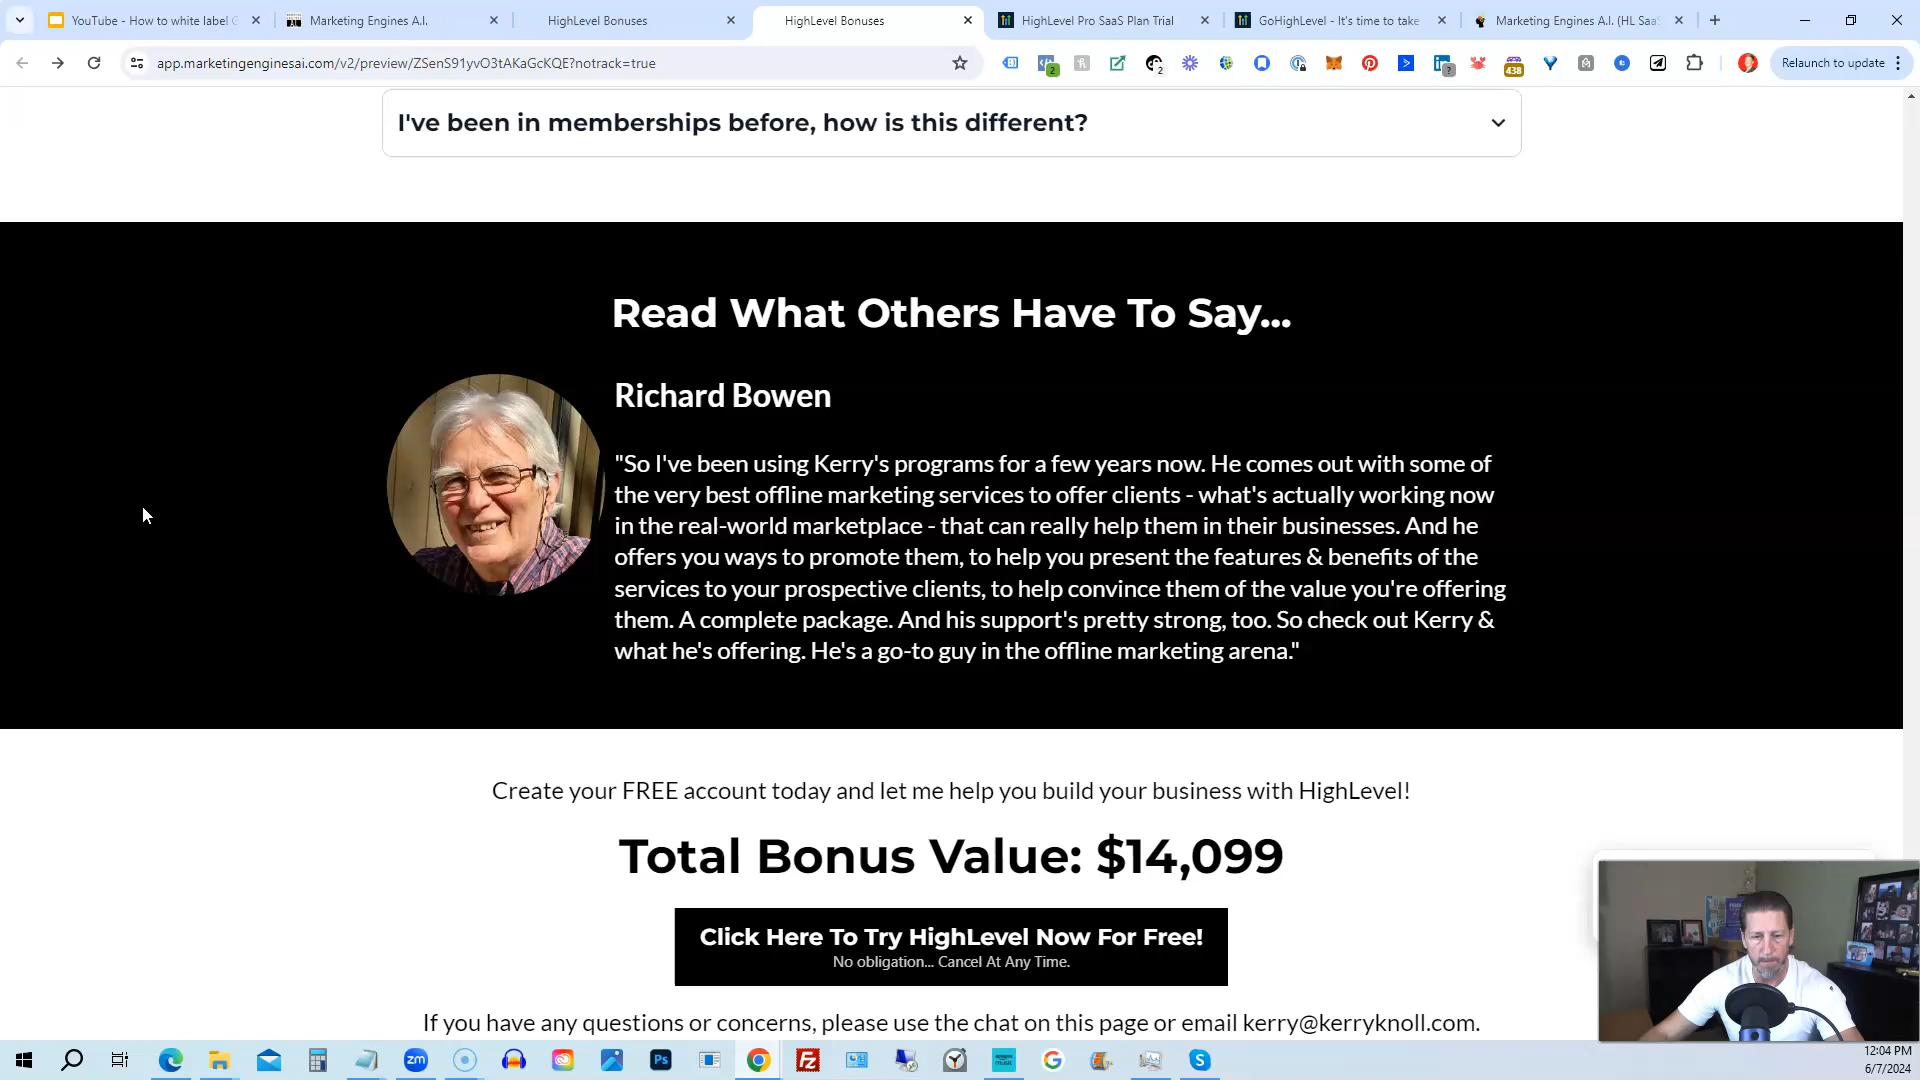 YouTube - How to white label G
Marketing Engines A.I.
HighLevel Bonuses
HighLevel Bonuses
HighLevel Pro SaaS Plan Trial
GoHighLevel - It's time to take
Marketing Engines A.I. (HL Saa
app.marketingenginesai.com/v2/preview/ZSenS91yvO3tAKaGcKQE?notrack=true
2
2
?
438
Relaunch to update
I've been in memberships before, how is this different?
Read What Others Have To Say...
Richard Bowen
"So I've been using Kerry's programs for a few years now. He comes out with some of
the very best offline marketing services to offer clients - what's actually working now
in the real-world marketplace - that can really help them in their businesses. And he
offers you ways to promote them, to help you present the features & benefits of the
services to your prospective clients, to help convince them of the value you're offering
them. A complete package. And his support's pretty strong, too. So check out Kerry &
what he's offering. He's a go-to guy in the offline marketing arena."
Create your FREE account today and let me help you build your business with HighLevel!
Total Bonus Value: $14,099
Click Here To Try HighLevel Now For Free!
No obligation... Cancel At Any Time.
If you have any questions or concerns, please use the chat on this page or email kerry@kerryknoll.com.
zm
Ps
FZ
amazon music
G
S
12:04 PM
6/7/2024